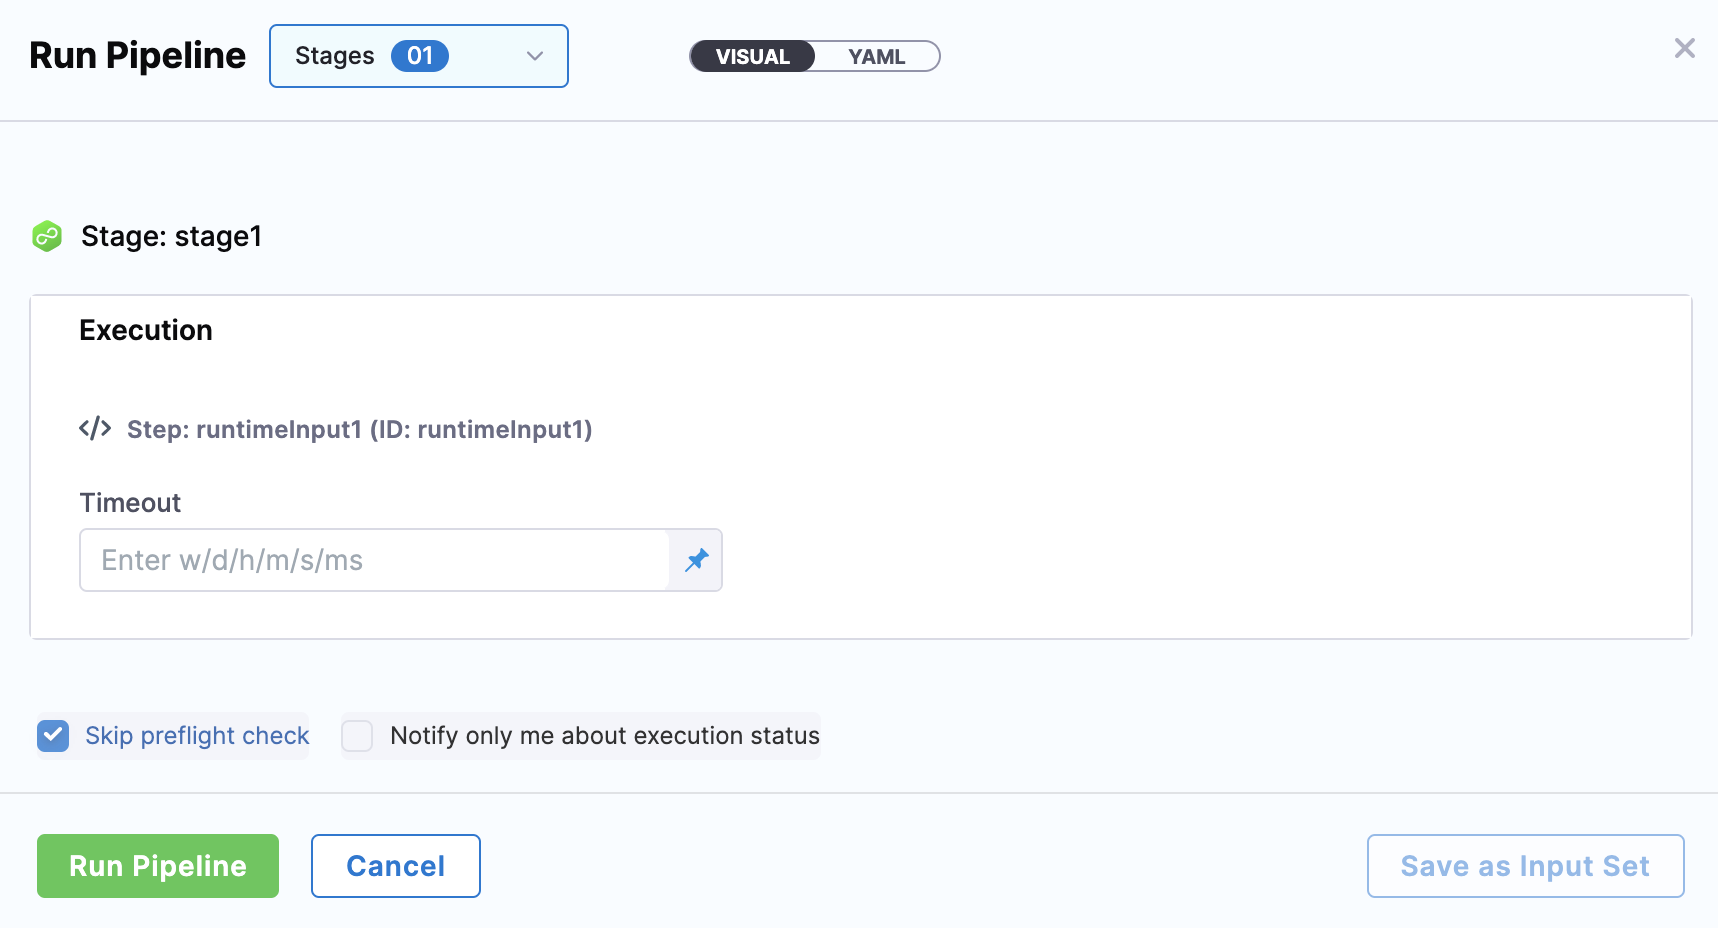 Run Pipeline Stages 01 VISUAL YAML
Stage: stage1
Execution
</> Step: runtimeInput1 (ID: runtimeInput1)
Timeout
Enter w/d/h/m/s/ms
Skip preflight check Notify only me about execution status
Run Pipeline Cancel Save as Input Set